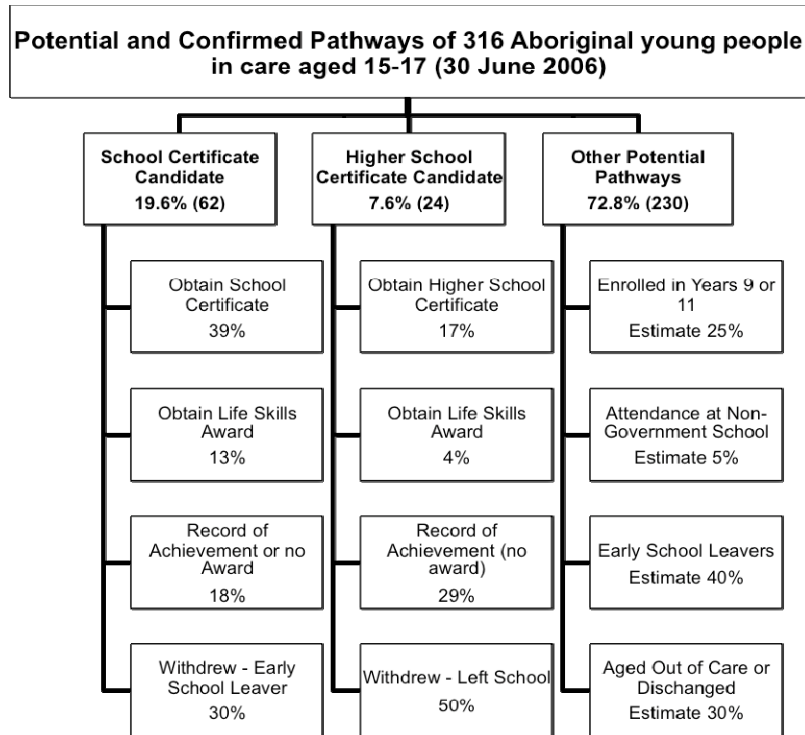 Potential and Confirmed Pathways of 316 Aboriginal young people
in care aged 15-17 (30 June 2006)
School Certificate
Candidate
19.6% (62)
Higher School
Certificate Candidate
7.6% (24)
Other Potential
Pathways
72.8% (230)
Obtain School
Certificate
39%
Obtain Higher School
Certificate
17%
Enrolled in Years 9 or
11
Estimate 25%
Obtain Life Skills
Award
13%
Obtain Life Skills
Award
4%
Attendance at Non-
Government School
Estimate 5%
Record of
Achievement or no
Award
18%
Record of
Achievement (no
award)
29%
Early School Leavers
Estimate 40%
Withdrew - Early
School Leaver
30%
Withdrew - Left School
50%
Aged Out of Care or
Dischanged
Estimate 30%